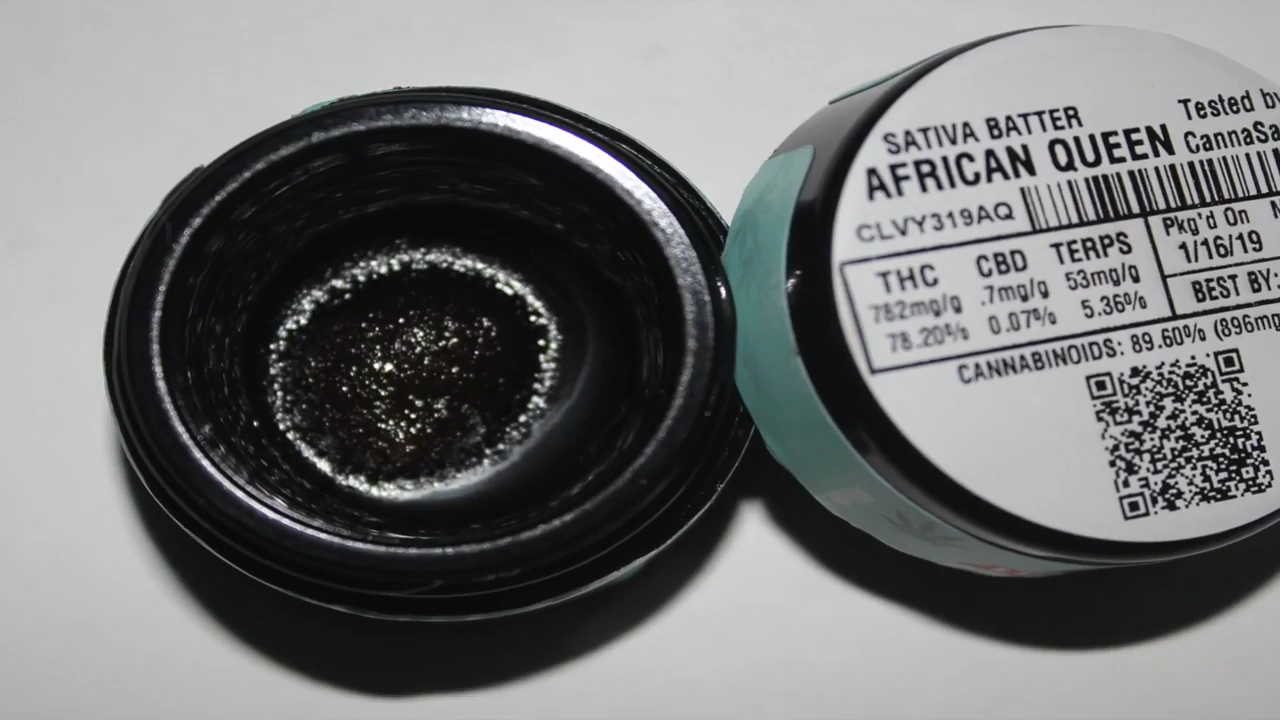 SATIVA BATTER
AFRICAN QUEEN
Tested by
CannaSa
CLVY319AQ
Pkg'd On
1/16/19
BEST BY:
THC CBD TERPS
782mg/g .7mg/g 53mg/g
78.20% 0.07% 5.36%
CANNABINOIDS: 89.60% (896mg